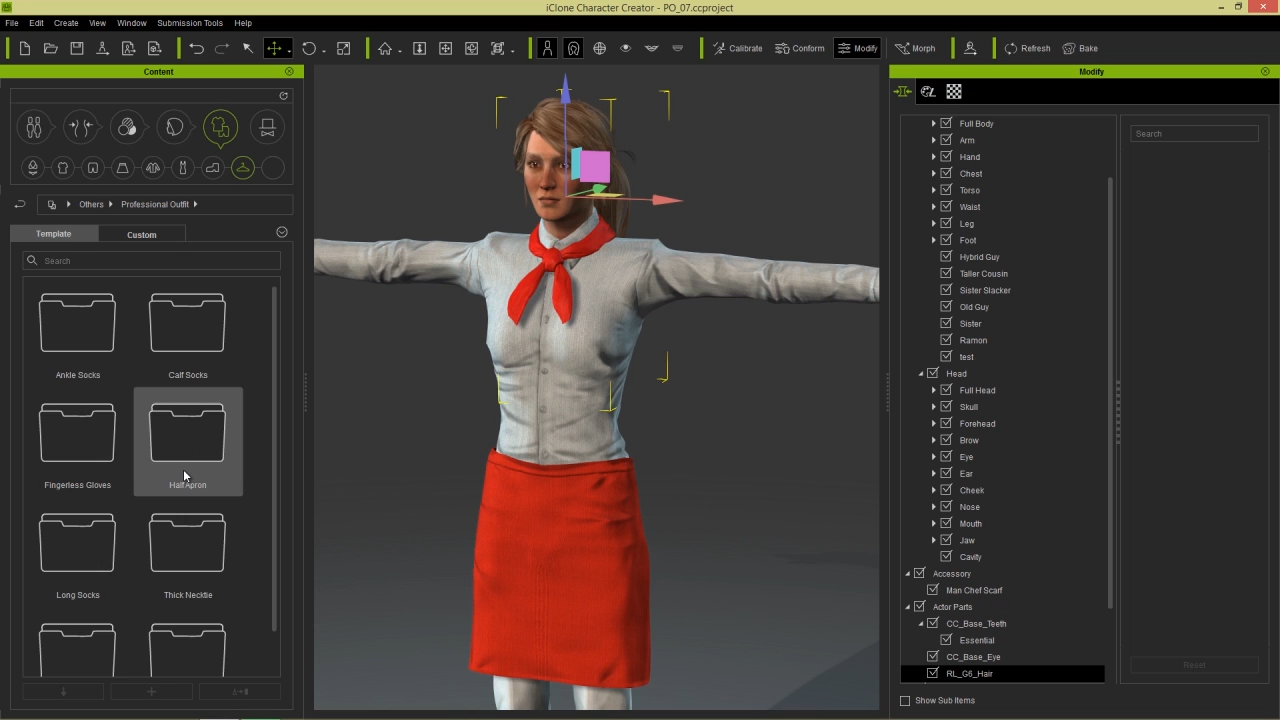 iClone Character Creator - PO_07.ccproject
File Edit Create View Window Submission Tools Help
Calibrate Conform Modify Morph Refresh Bake
Content
Others Professional Outfit
Template Custom
Search
Ankle Socks Calf Socks
Fingerless Gloves Half Apron
Long Socks Thick Necktie
Modify
Search
Full Body
Arm
Hand
Chest
Torso
Waist
Leg
Foot
Hybrid Guy
Taller Cousin
Sister Slacker
Old Guy
Sister
Ramon
test
Head
Full Head
Skull
Forehead
Brow
Eye
Ear
Cheek
Nose
Mouth
Jaw
Cavity
Accessory
Man Chef Scarf
Actor Parts
CC_Base_Teeth
Essential
CC_Base_Eye
RL_G6_Hair
Reset
Show Sub Items